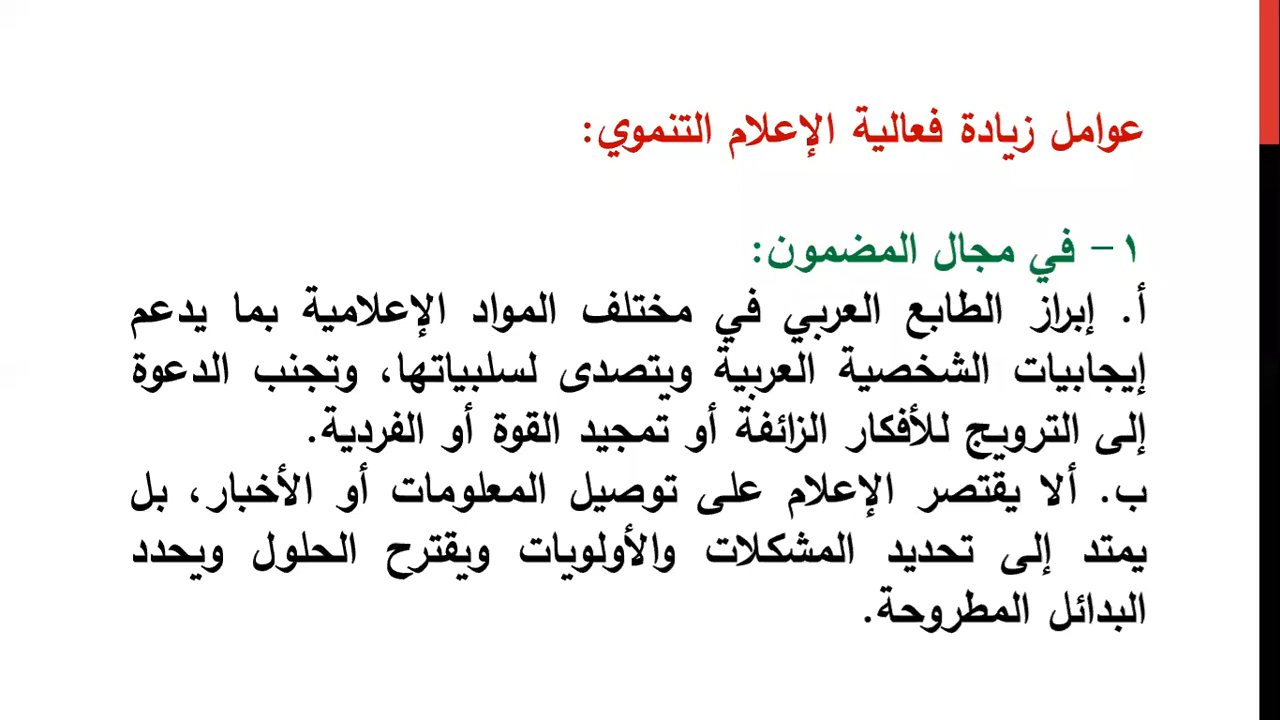 عوامل زيادة فعالية الإعلام التنموي:
١- في مجال المضمون:
أ. إبراز الطابع العربي في مختلف المواد الإعلامية بما يدعم
إيجابيات الشخصية العربية ويتصدى لسلبياتها، وتجنب الدعوة
إلى الترويج للأفكار الزائفة أو تمجيد القوة أو الفردية.
ب. ألا يقتصر الإعلام على توصيل المعلومات أو الأخبار، بل
يمتد إلى تحديد المشكلات والأولويات ويقترح الحلول ويحدد
البدائل المطروحة.